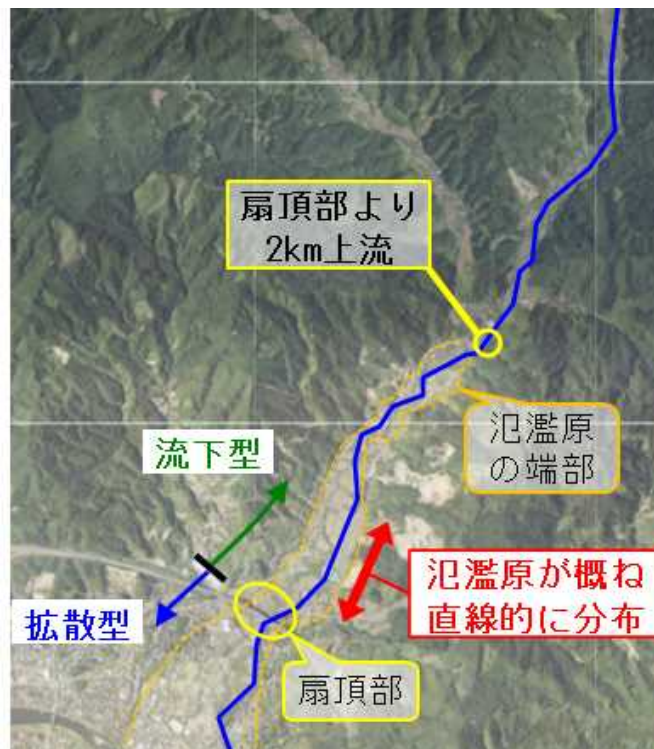 扇頂部より
2km上流
氾濫原
の端部
流下型
氾濫原が概ね
直線的に分布
拡散型
扇頂部